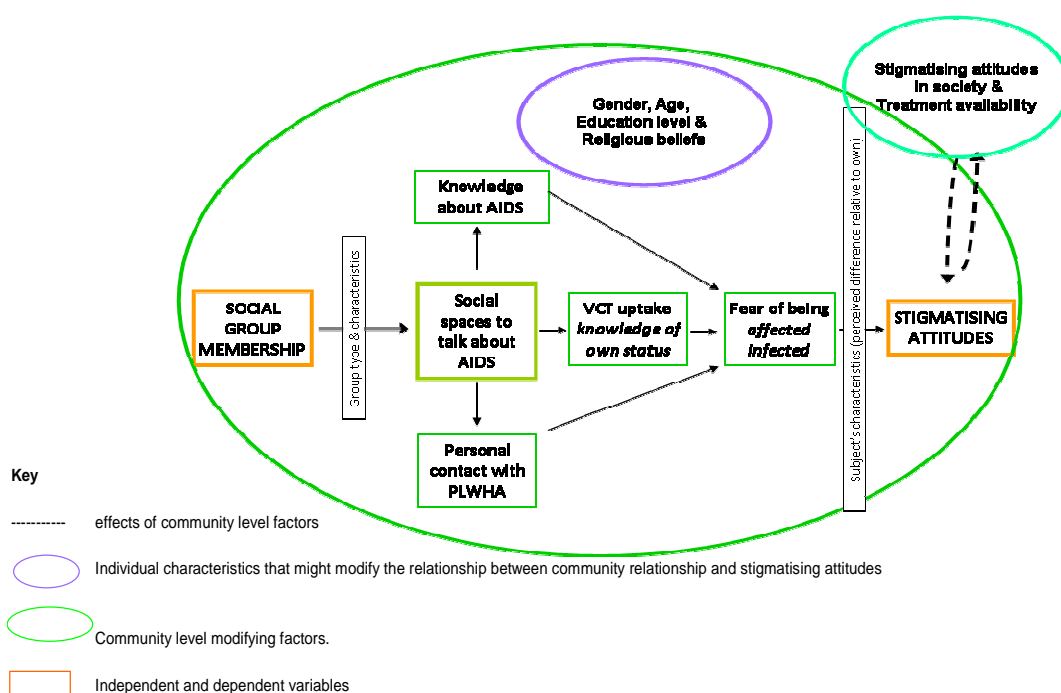 Stigmatising attitudes
in society &
Treatment availability
Gender, Age,
Education level &
Religious beliefs
Knowledge
about AIDS
SOCIAL
GROUP
MEMBERSHIP
Group type & characteristics
Social
spaces to
talk about
AIDS
VCT uptake
knowledge of
own status
Fear of being
affected
infected
Subject's characteristics (perceived difference relative to own)
STIGMATISING
ATTITUDES
Personal
contact with
PLWHA
Key
----------- effects of community level factors
Individual characteristics that might modify the relationship between community relationship and stigmatising attitudes
Community level modifying factors.
Independent and dependent variables